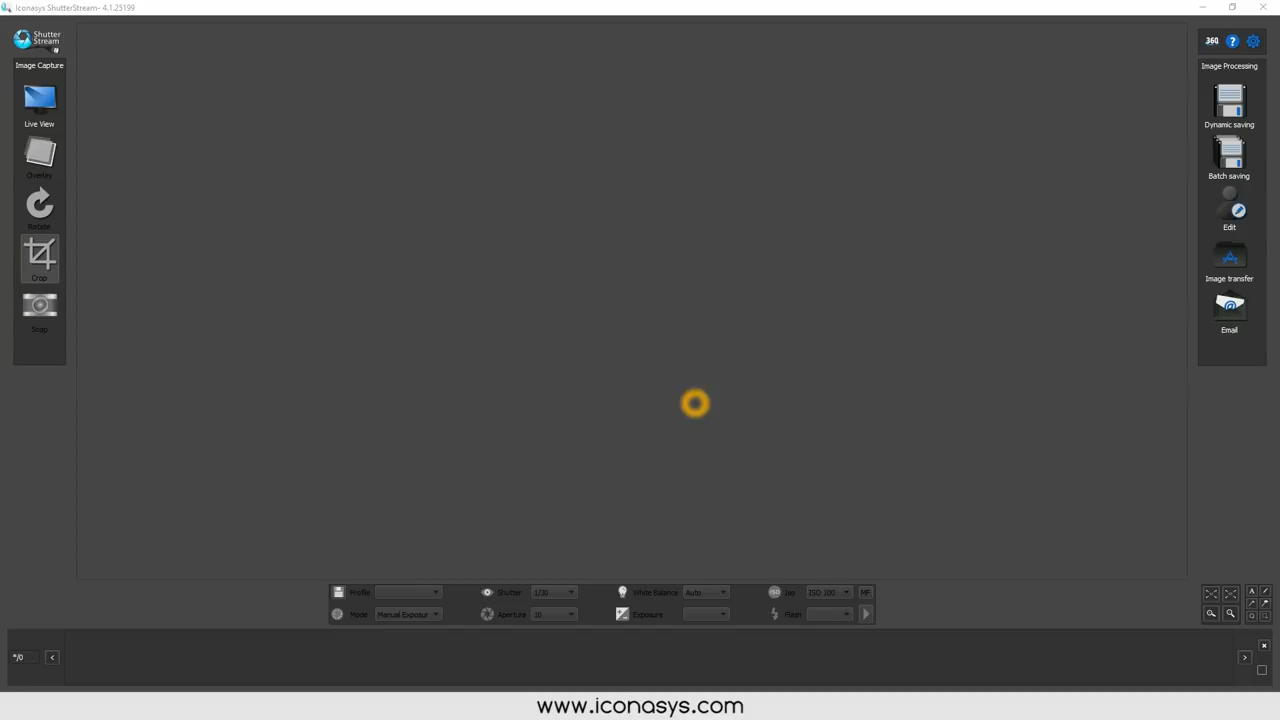 Iconasys ShutterStream- 4.1.25199
Shutter
Stream
Image Capture
Live View
Overlay
Rotate
Crop
Snap
360
?
Image Processing
Dynamic saving
Batch saving
Edit
Image transfer
Email
Profile
Shutter
1/30
White Balance
Auto
Iso
ISO 100
MF
Mode
Manual Exposur
Aperture
10
Exposure
Flash
A
*/0
<
>
www.iconasys.com